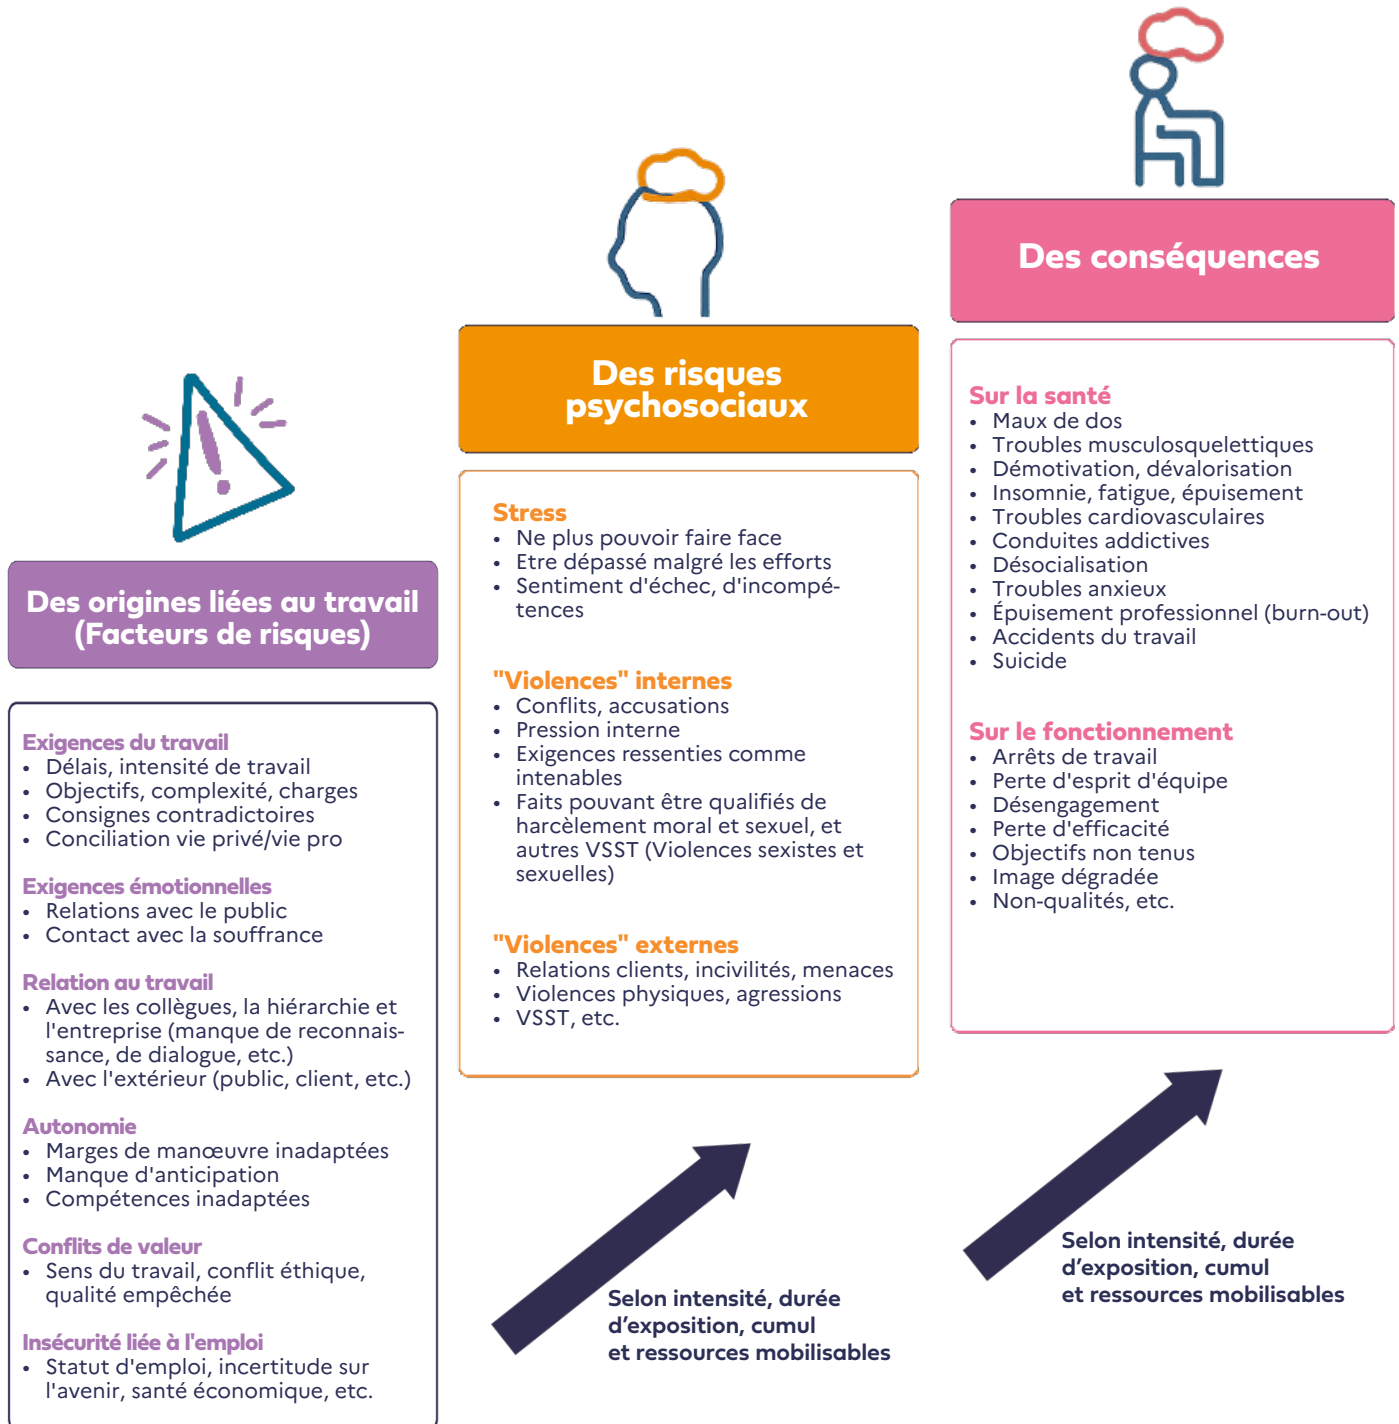 Des origines liées au travail
(Facteurs de risques)
Exigences du travail
• Délais, intensité de travail
• Objectifs, complexité, charges
• Consignes contradictoires
• Conciliation vie privé/vie pro
Exigences émotionnelles
• Relations avec le public
• Contact avec la souffrance
Relation au travail
• Avec les collègues, la hiérarchie et
l'entreprise (manque de reconnais-
sance, de dialogue, etc.)
• Avec l'extérieur (public, client, etc.)
Autonomie
• Marges de manœuvre inadaptées
• Manque d'anticipation
• Compétences inadaptées
Conflits de valeur
• Sens du travail, conflit éthique,
qualité empêchée
Insécurité liée à l'emploi
• Statut d'emploi, incertitude sur
l'avenir, santé économique, etc.
Des risques
psychosociaux
Stress
• Ne plus pouvoir faire face
• Etre dépassé malgré les efforts
• Sentiment d'échec, d'incompé-
tences
"Violences" internes
• Conflits, accusations
• Pression interne
• Exigences ressenties comme
intenables
• Faits pouvant être qualifiés de
harcèlement moral et sexuel, et
autres VSST (Violences sexistes et
sexuelles)
"Violences" externes
• Relations clients, incivilités, menaces
• Violences physiques, agressions
• VSST, etc.
Selon intensité, durée
d’exposition, cumul
et ressources mobilisables
Des conséquences
Sur la santé
• Maux de dos
• Troubles musculosquelettiques
• Démotivation, dévalorisation
• Insomnie, fatigue, épuisement
• Troubles cardiovasculaires
• Conduites addictives
• Désocialisation
• Troubles anxieux
• Épuisement professionnel (burn-out)
• Accidents du travail
• Suicide
Sur le fonctionnement
• Arrêts de travail
• Perte d'esprit d'équipe
• Désengagement
• Perte d'efficacité
• Objectifs non tenus
• Image dégradée
• Non-qualités, etc.
Selon intensité, durée
d’exposition, cumul
et ressources mobilisables